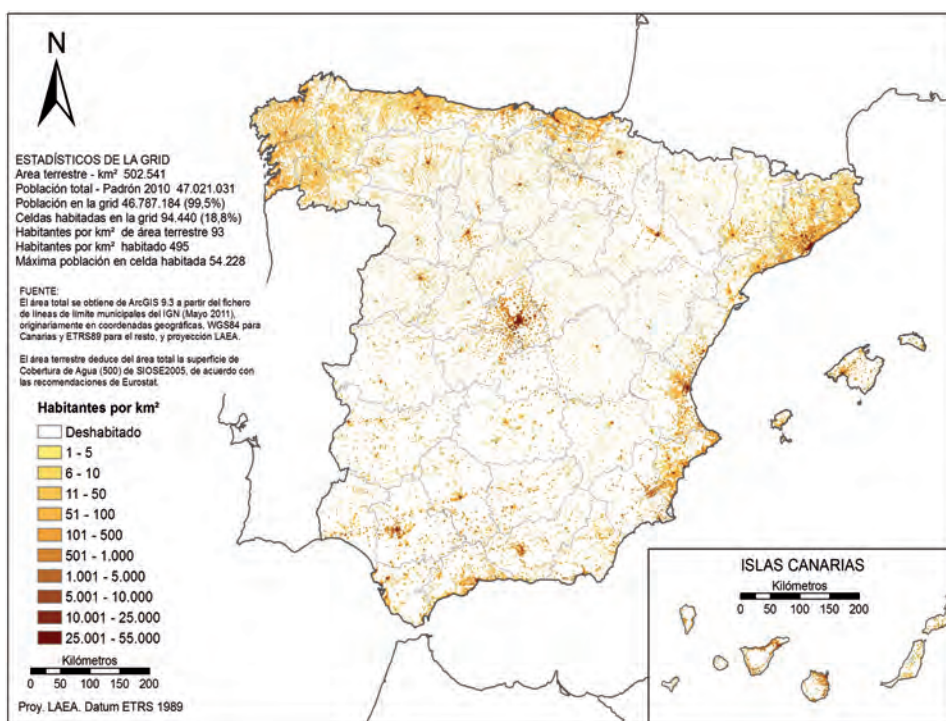 N
ESTADÍSTICOS DE LA GRID
Area terrestre - km² 502.541
Población total - Padrón 2010 47.021.031
Población en la grid 46.787.184 (99,5%)
Celdas habitadas en la grid 94.440 (18,8%)
Habitantes por km² de área terrestre 93
Habitantes por km² habitado 495
Máxima población en celda habitada 54.228
FUENTE:
El área total se obtiene de ArcGIS 9.3 a partir del fichero
de líneas de límite municipales del IGN (Mayo 2011),
originariamente en coordenadas geográficas, WGS84 para
Canarias y ETRS89 para el resto, y proyección LAEA.
El área terrestre deduce del área total la superficie de
Cobertura de Agua (500) de SIOSE2005, de acuerdo con
las recomendaciones de Eurostat.
Habitantes por km²
Deshabitado
1 - 5
6 - 10
11 - 50
51 - 100
101 - 500
501 - 1.000
1.001 - 5.000
5.001 - 10.000
10.001 - 25.000
25.001 - 55.000
Kilómetros
0 50 100 200
Proy. LAEA. Datum ETRS 1989
ISLAS CANARIAS
Kilómetros
0 50 100 200